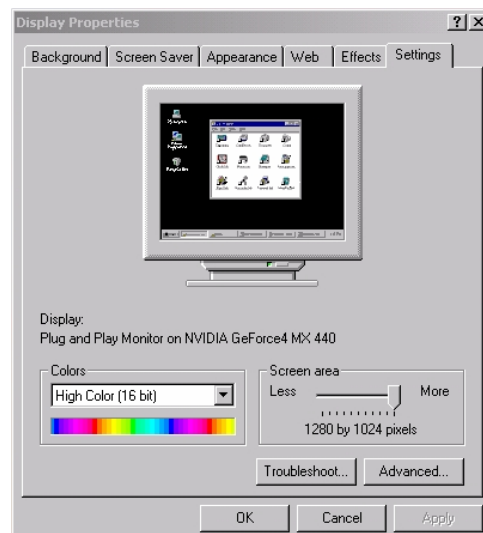 Display Properties
? X
Background Screen Saver Appearance Web Effects Settings
Display:
Plug and Play Monitor on NVIDIA GeForce4 MX 440
Colors
High Color (16 bit)
Screen area
Less More
1280 by 1024 pixels
Troubleshoot... Advanced...
OK Cancel Apply